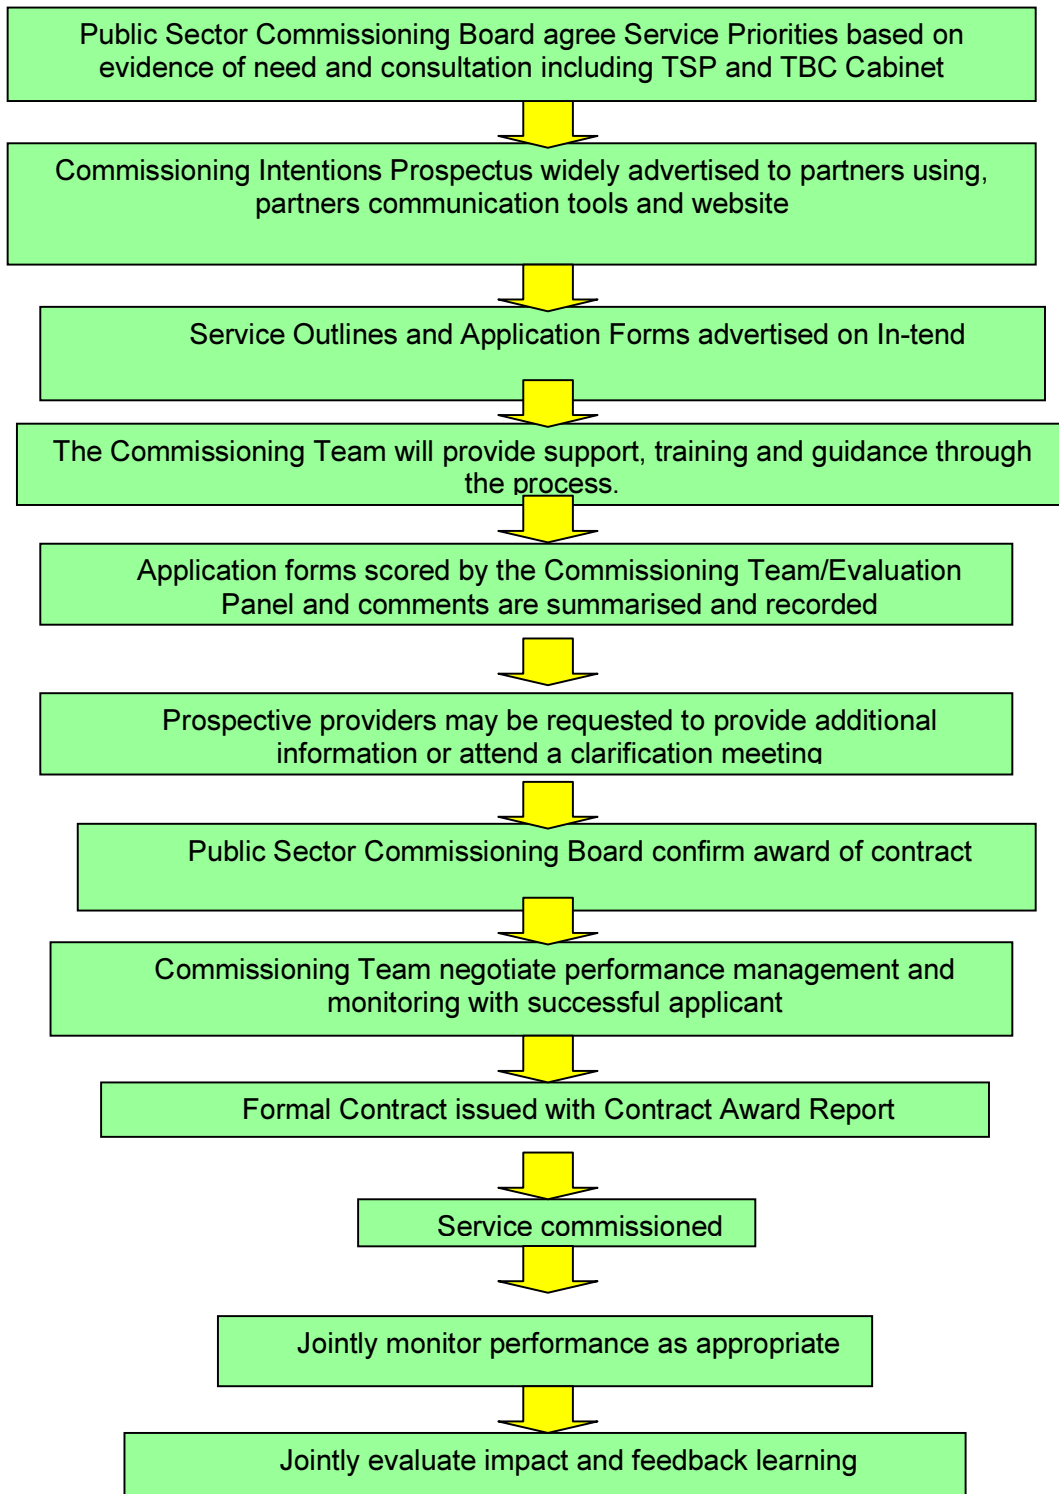 Public Sector Commissioning Board agree Service Priorities based on
evidence of need and consultation including TSP and TBC Cabinet
Commissioning Intentions Prospectus widely advertised to partners using,
partners communication tools and website
Service Outlines and Application Forms advertised on In-tend
The Commissioning Team will provide support, training and guidance through
the process.
Application forms scored by the Commissioning Team/Evaluation
Panel and comments are summarised and recorded
Prospective providers may be requested to provide additional
information or attend a clarification meeting
Public Sector Commissioning Board confirm award of contract
Commissioning Team negotiate performance management and
monitoring with successful applicant
Formal Contract issued with Contract Award Report
Service commissioned
Jointly monitor performance as appropriate
Jointly evaluate impact and feedback learning